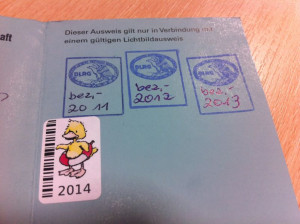 Dieser Ausweis gilt nur in Verbindung mit
einem gültigen Lichtbildausweis
DLRG DLRG DLRG
bez.- bez.- bez.-
2011 2012 2013
2014